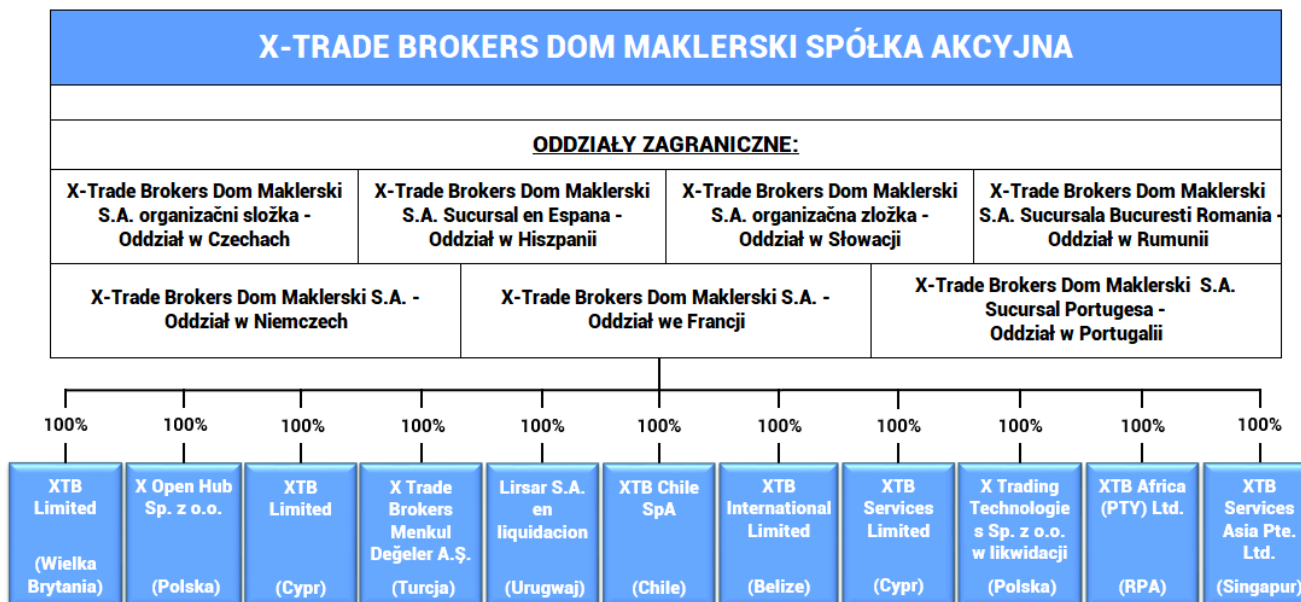 X-TRADE BROKERS DOM MAKLERSKI SPÓŁKA AKCYJNA
ODDZIAŁY ZAGRANICZNE:
X-Trade Brokers Dom Maklerski
S.A. organizačni složka -
Oddział w Czechach
X-Trade Brokers Dom Maklerski
S.A. Sucursal en Espana -
Oddział w Hiszpanii
X-Trade Brokers Dom Maklerski
S.A. organizačna zložka -
Oddział w Słowacji
X-Trade Brokers Dom Maklerski
S.A. Sucursala Bucuresti Romania -
Oddział w Rumunii
X-Trade Brokers Dom Maklerski S.A. -
Oddział w Niemczech
X-Trade Brokers Dom Maklerski S.A. -
Oddział we Francji
X-Trade Brokers Dom Maklerski S.A.
Sucursal Portugesa -
Oddział w Portugalii
100% 100% 100% 100% 100% 100% 100% 100% 100% 100% 100%
XTB
Limited
(Wielka
Brytania)
X Open Hub
Sp. z o.o.
(Polska)
XTB
Limited
(Cypr)
X Trade
Brokers
Menkul
Değeler A.Ş.
(Turcja)
Lirsar S.A.
en
liquidacion
(Urugwaj)
XTB Chile
SpA
(Chile)
XTB
International
Limited
(Belize)
XTB
Services
Limited
(Cypr)
X Trading
Technologie
s Sp. z o.o.
w likwidacji
(Polska)
XTB Africa
(PTY) Ltd.
(RPA)
XTB
Services
Asia Pte.
Ltd.
(Singapur)